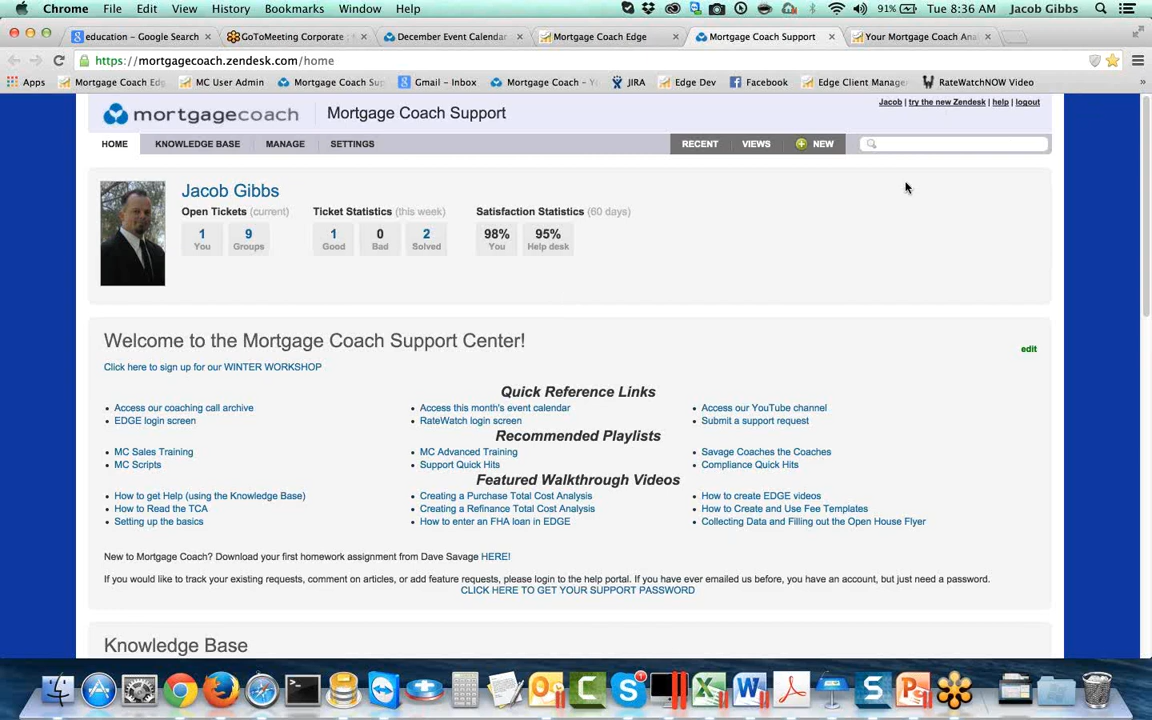 Chrome File Edit View History Bookmarks Window Help 91% Tue 8:36 AM Jacob Gibbs
education – Google Search GoToMeeting Corporate : December Event Calendar Mortgage Coach Edge Mortgage Coach Support Your Mortgage Coach Ana
https://mortgagecoach.zendesk.com/home
Apps Mortgage Coach Edg MC User Admin Mortgage Coach Sup Gmail – Inbox Mortgage Coach – Y JIRA Edge Dev Facebook Edge Client Manage RateWatchNOW Video
mortgagecoach Mortgage Coach Support
Jacob | try the new Zendesk | help | logout
HOME KNOWLEDGE BASE MANAGE SETTINGS RECENT VIEWS NEW
Jacob Gibbs
Open Tickets (current) Ticket Statistics (this week) Satisfaction Statistics (60 days)
1 9 1 0 2 98% 95%
You Groups Good Bad Solved You Help desk
Welcome to the Mortgage Coach Support Center!
edit
Click here to sign up for our WINTER WORKSHOP
Quick Reference Links
Access our coaching call archive Access this month's event calendar Access our YouTube channel
EDGE login screen RateWatch login screen Submit a support request
Recommended Playlists
MC Sales Training MC Advanced Training Savage Coaches the Coaches
MC Scripts Support Quick Hits Compliance Quick Hits
Featured Walkthrough Videos
How to get Help (using the Knowledge Base) Creating a Purchase Total Cost Analysis How to create EDGE videos
How to Read the TCA Creating a Refinance Total Cost Analysis How to Create and Use Fee Templates
Setting up the basics How to enter an FHA loan in EDGE Collecting Data and Filling out the Open House Flyer
New to Mortgage Coach? Download your first homework assignment from Dave Savage HERE!
If you would like to track your existing requests, comment on articles, or add feature requests, please login to the help portal. If you have ever emailed us before, you have an account, but just need a password.
CLICK HERE TO GET YOUR SUPPORT PASSWORD
Knowledge Base